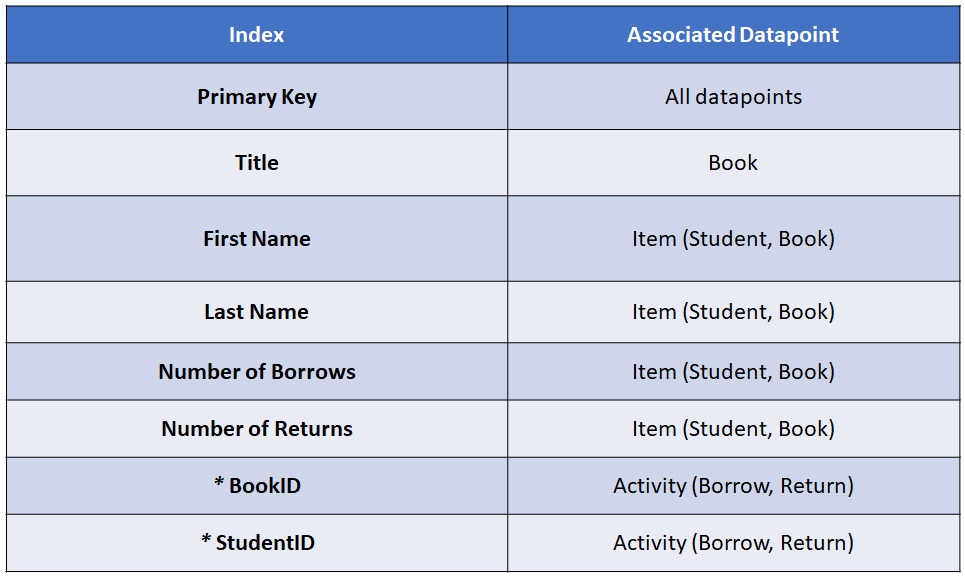 Index Associated Datapoint
Primary Key All datapoints
Title Book
First Name Item (Student, Book)
Last Name Item (Student, Book)
Number of Borrows Item (Student, Book)
Number of Returns Item (Student, Book)
* BookID Activity (Borrow, Return)
* StudentID Activity (Borrow, Return)